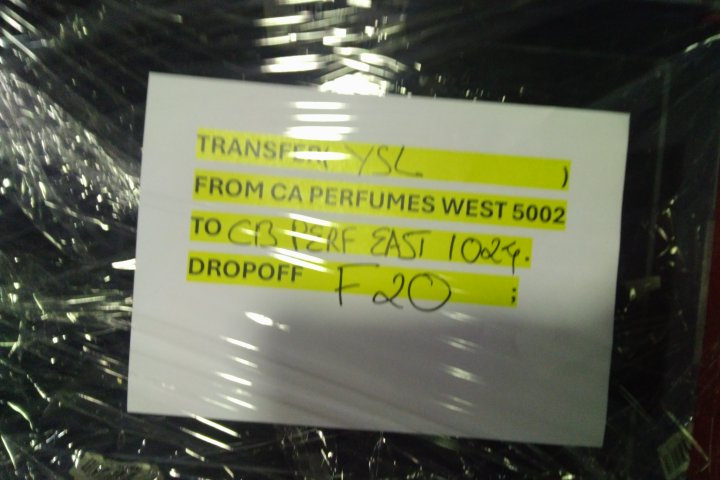 TRANSFER( YSL )
FROM CA PERFUMES WEST 5002
TO CB PERF EAST 1024.
DROPOFF F20 ;